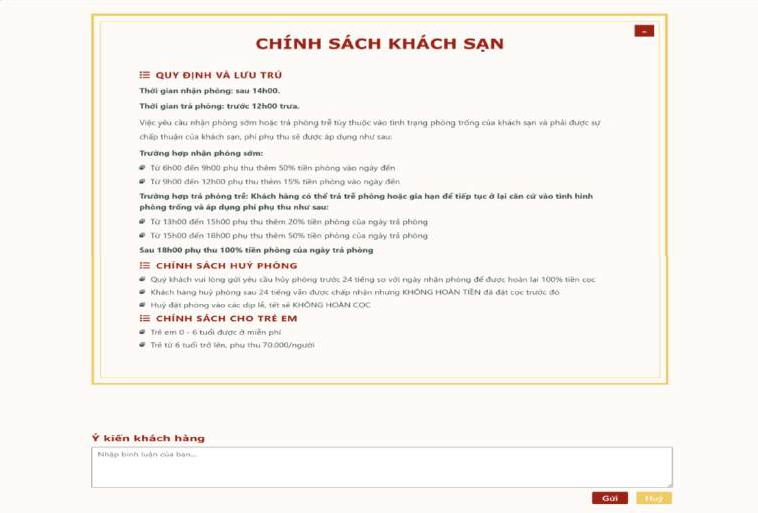 CHÍNH SÁCH KHÁCH SẠN
QUY ĐỊNH VÀ LƯU TRÚ
Thời gian nhận phòng: sau 14h00.
Thời gian trả phòng: trước 12h00 trưa.
Việc yêu cầu nhận phòng sớm hoặc trả phòng trễ tùy thuộc vào tình trạng phòng trống của khách sạn và phải được sự
chấp thuận của khách sạn, phí phụ thu sẽ được áp dụng như sau:
Trường hợp nhận phòng sớm:
Từ 6h00 đến 9h00 phụ thu thêm 50% tiền phòng vào ngày đến
Từ 9h00 đến 12h00 phụ thu thêm 15% tiền phòng vào ngày đến
Trường hợp trả phòng trễ: Khách hàng có thể trả trễ phòng hoặc gia hạn để tiếp tục ở lại căn cứ vào tình hình
phòng trống và áp dụng phí phụ thu như sau:
Từ 13h00 đến 15h00 phụ thu thêm 20% tiền phòng của ngày trả phòng
Từ 15h00 đến 18h00 phụ thu thêm 50% tiền phòng của ngày trả phòng
Sau 18h00 phụ thu 100% tiền phòng của ngày trả phòng
CHÍNH SÁCH HUỶ PHÒNG
Quý khách vui lòng gửi yêu cầu hủy phòng trước 24 tiếng so với ngày nhận phòng để được hoàn lại 100% tiền cọc
Khách hàng huỷ phòng sau 24 tiếng vẫn được chấp nhận nhưng KHÔNG HOÀN TIỀN đã đặt cọc trước đó
Huỷ đặt phòng vào các dịp lễ, tết sẽ KHÔNG HOÀN CỌC
CHÍNH SÁCH CHO TRẺ EM
Trẻ em 0 - 6 tuổi được ở miễn phí
Trẻ từ 6 tuổi trở lên, phụ thu 70.000/người
Ý kiến khách hàng
Nhập bình luận của bạn...
Gửi Huỷ